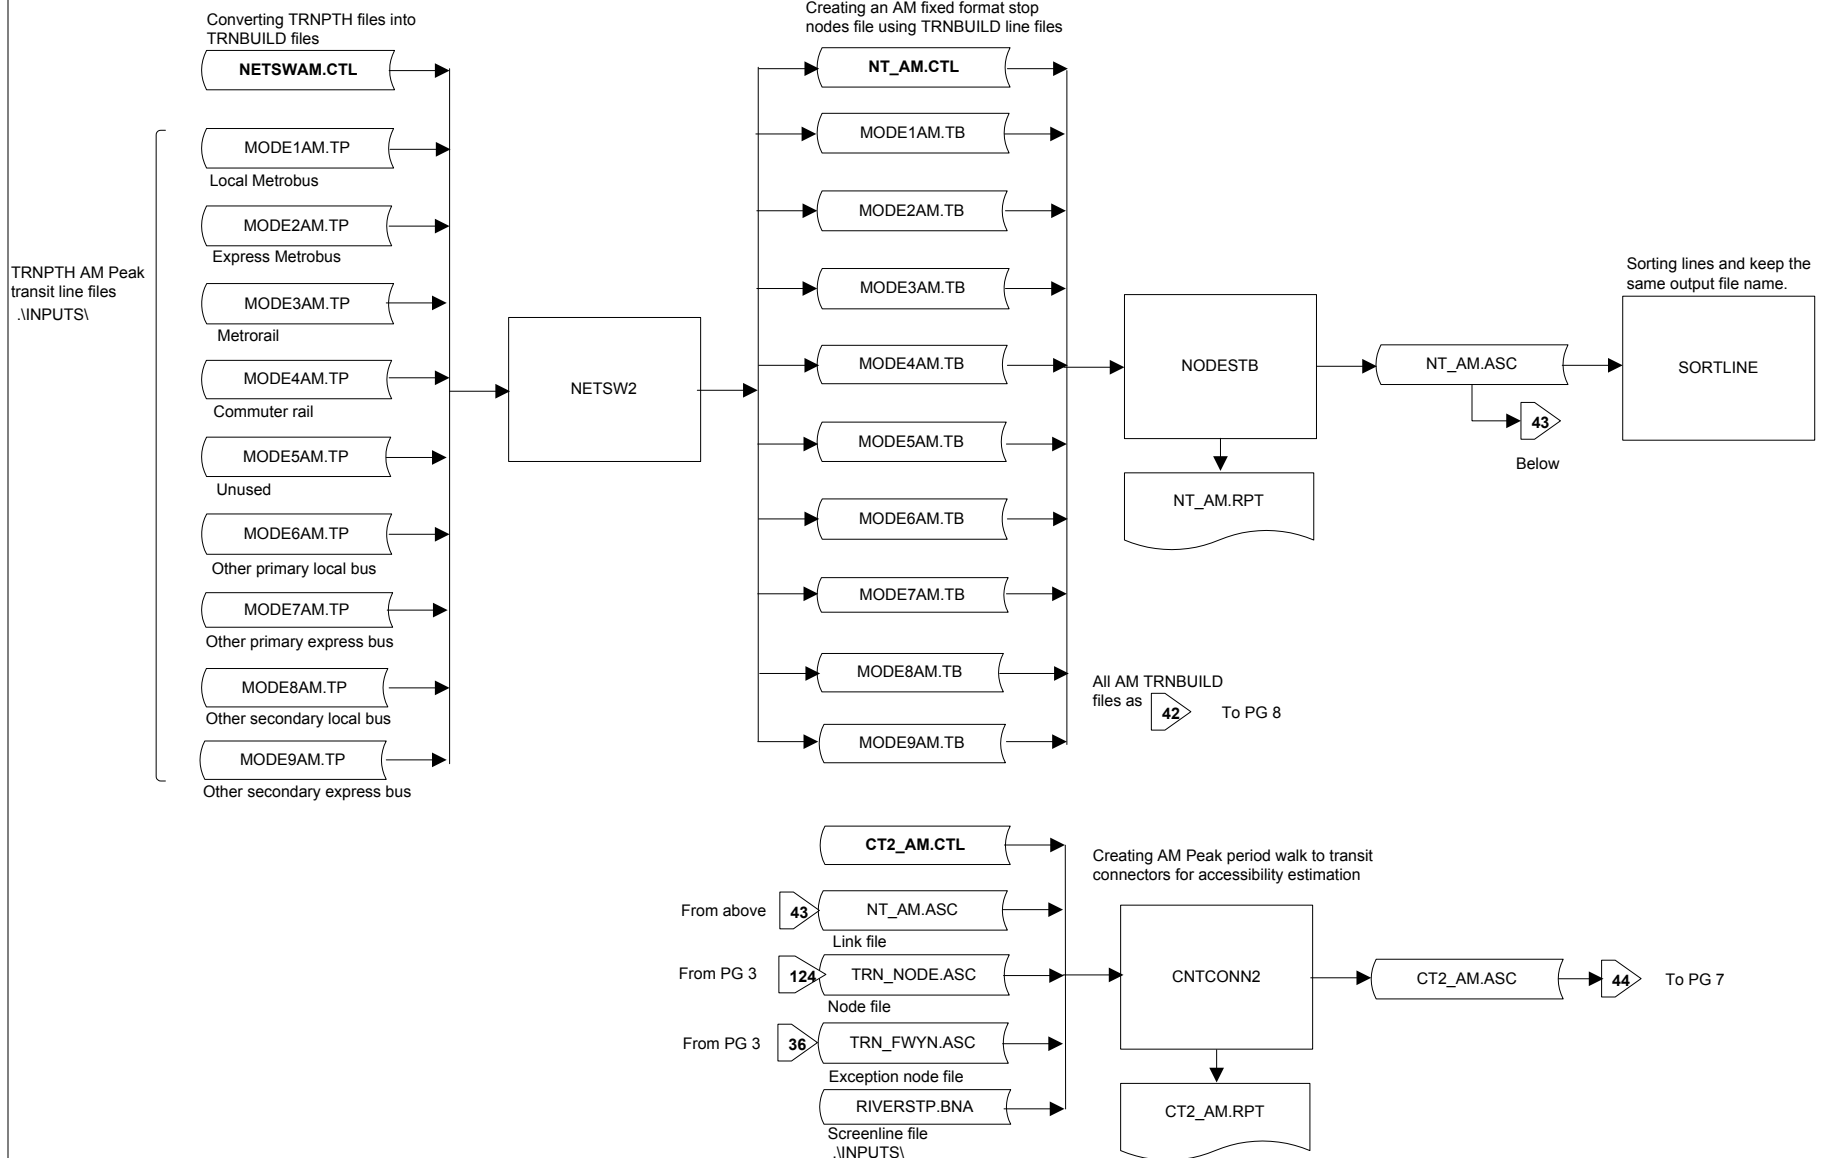 Converting TRNPTH files into
TRNBUILD files
NETSWAM.CTL
MODE1AM.TP
Local Metrobus
MODE2AM.TP
Express Metrobus
TRNPTH AM Peak
transit line files
.\INPUTS\
MODE3AM.TP
Metrorail
MODE4AM.TP
Commuter rail
MODE5AM.TP
Unused
MODE6AM.TP
Other primary local bus
MODE7AM.TP
Other primary express bus
MODE8AM.TP
Other secondary local bus
MODE9AM.TP
Other secondary express bus
NETSW2
Creating an AM fixed format stop
nodes file using TRNBUILD line files
NT_AM.CTL
MODE1AM.TB
MODE2AM.TB
MODE3AM.TB
MODE4AM.TB
MODE5AM.TB
MODE6AM.TB
MODE7AM.TB
MODE8AM.TB
MODE9AM.TB
NODESTB
NT_AM.RPT
NT_AM.ASC
43
Below
Sorting lines and keep the
same output file name.
SORTLINE
All AM TRNBUILD
files as
42
To PG 8
CT2_AM.CTL
From above
43
NT_AM.ASC
Link file
From PG 3
124
TRN_NODE.ASC
Node file
From PG 3
36
TRN_FWYN.ASC
Exception node file
RIVERSTP.BNA
Screenline file
.\INPUTS\
Creating AM Peak period walk to transit
connectors for accessibility estimation
CNTCONN2
CT2_AM.RPT
CT2_AM.ASC
44
To PG 7